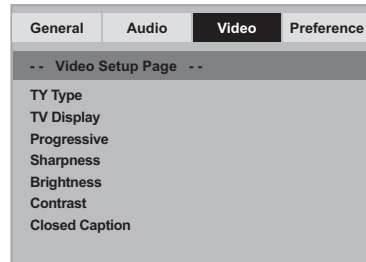 General Audio Video Preference
- - Video Setup Page - -
TY Type
TV Display
Progressive
Sharpness
Brightness
Contrast
Closed Caption